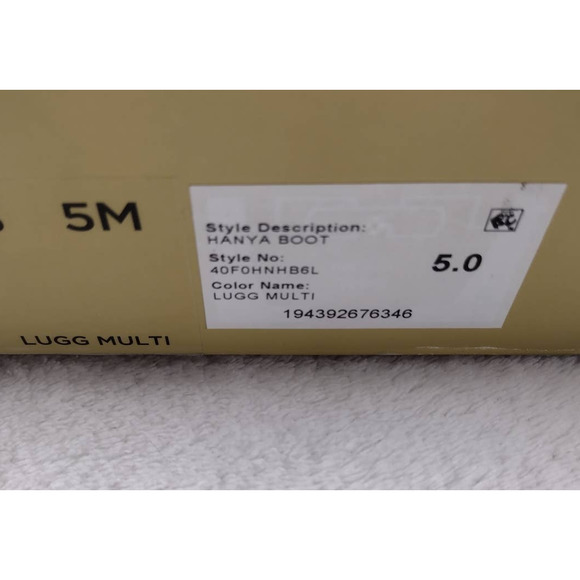 5M
LUGG MULTI
Style Description:
HANYA BOOT
Style No:
40F0HNHB6L
5.0
Color Name:
LUGG MULTI
194392676346